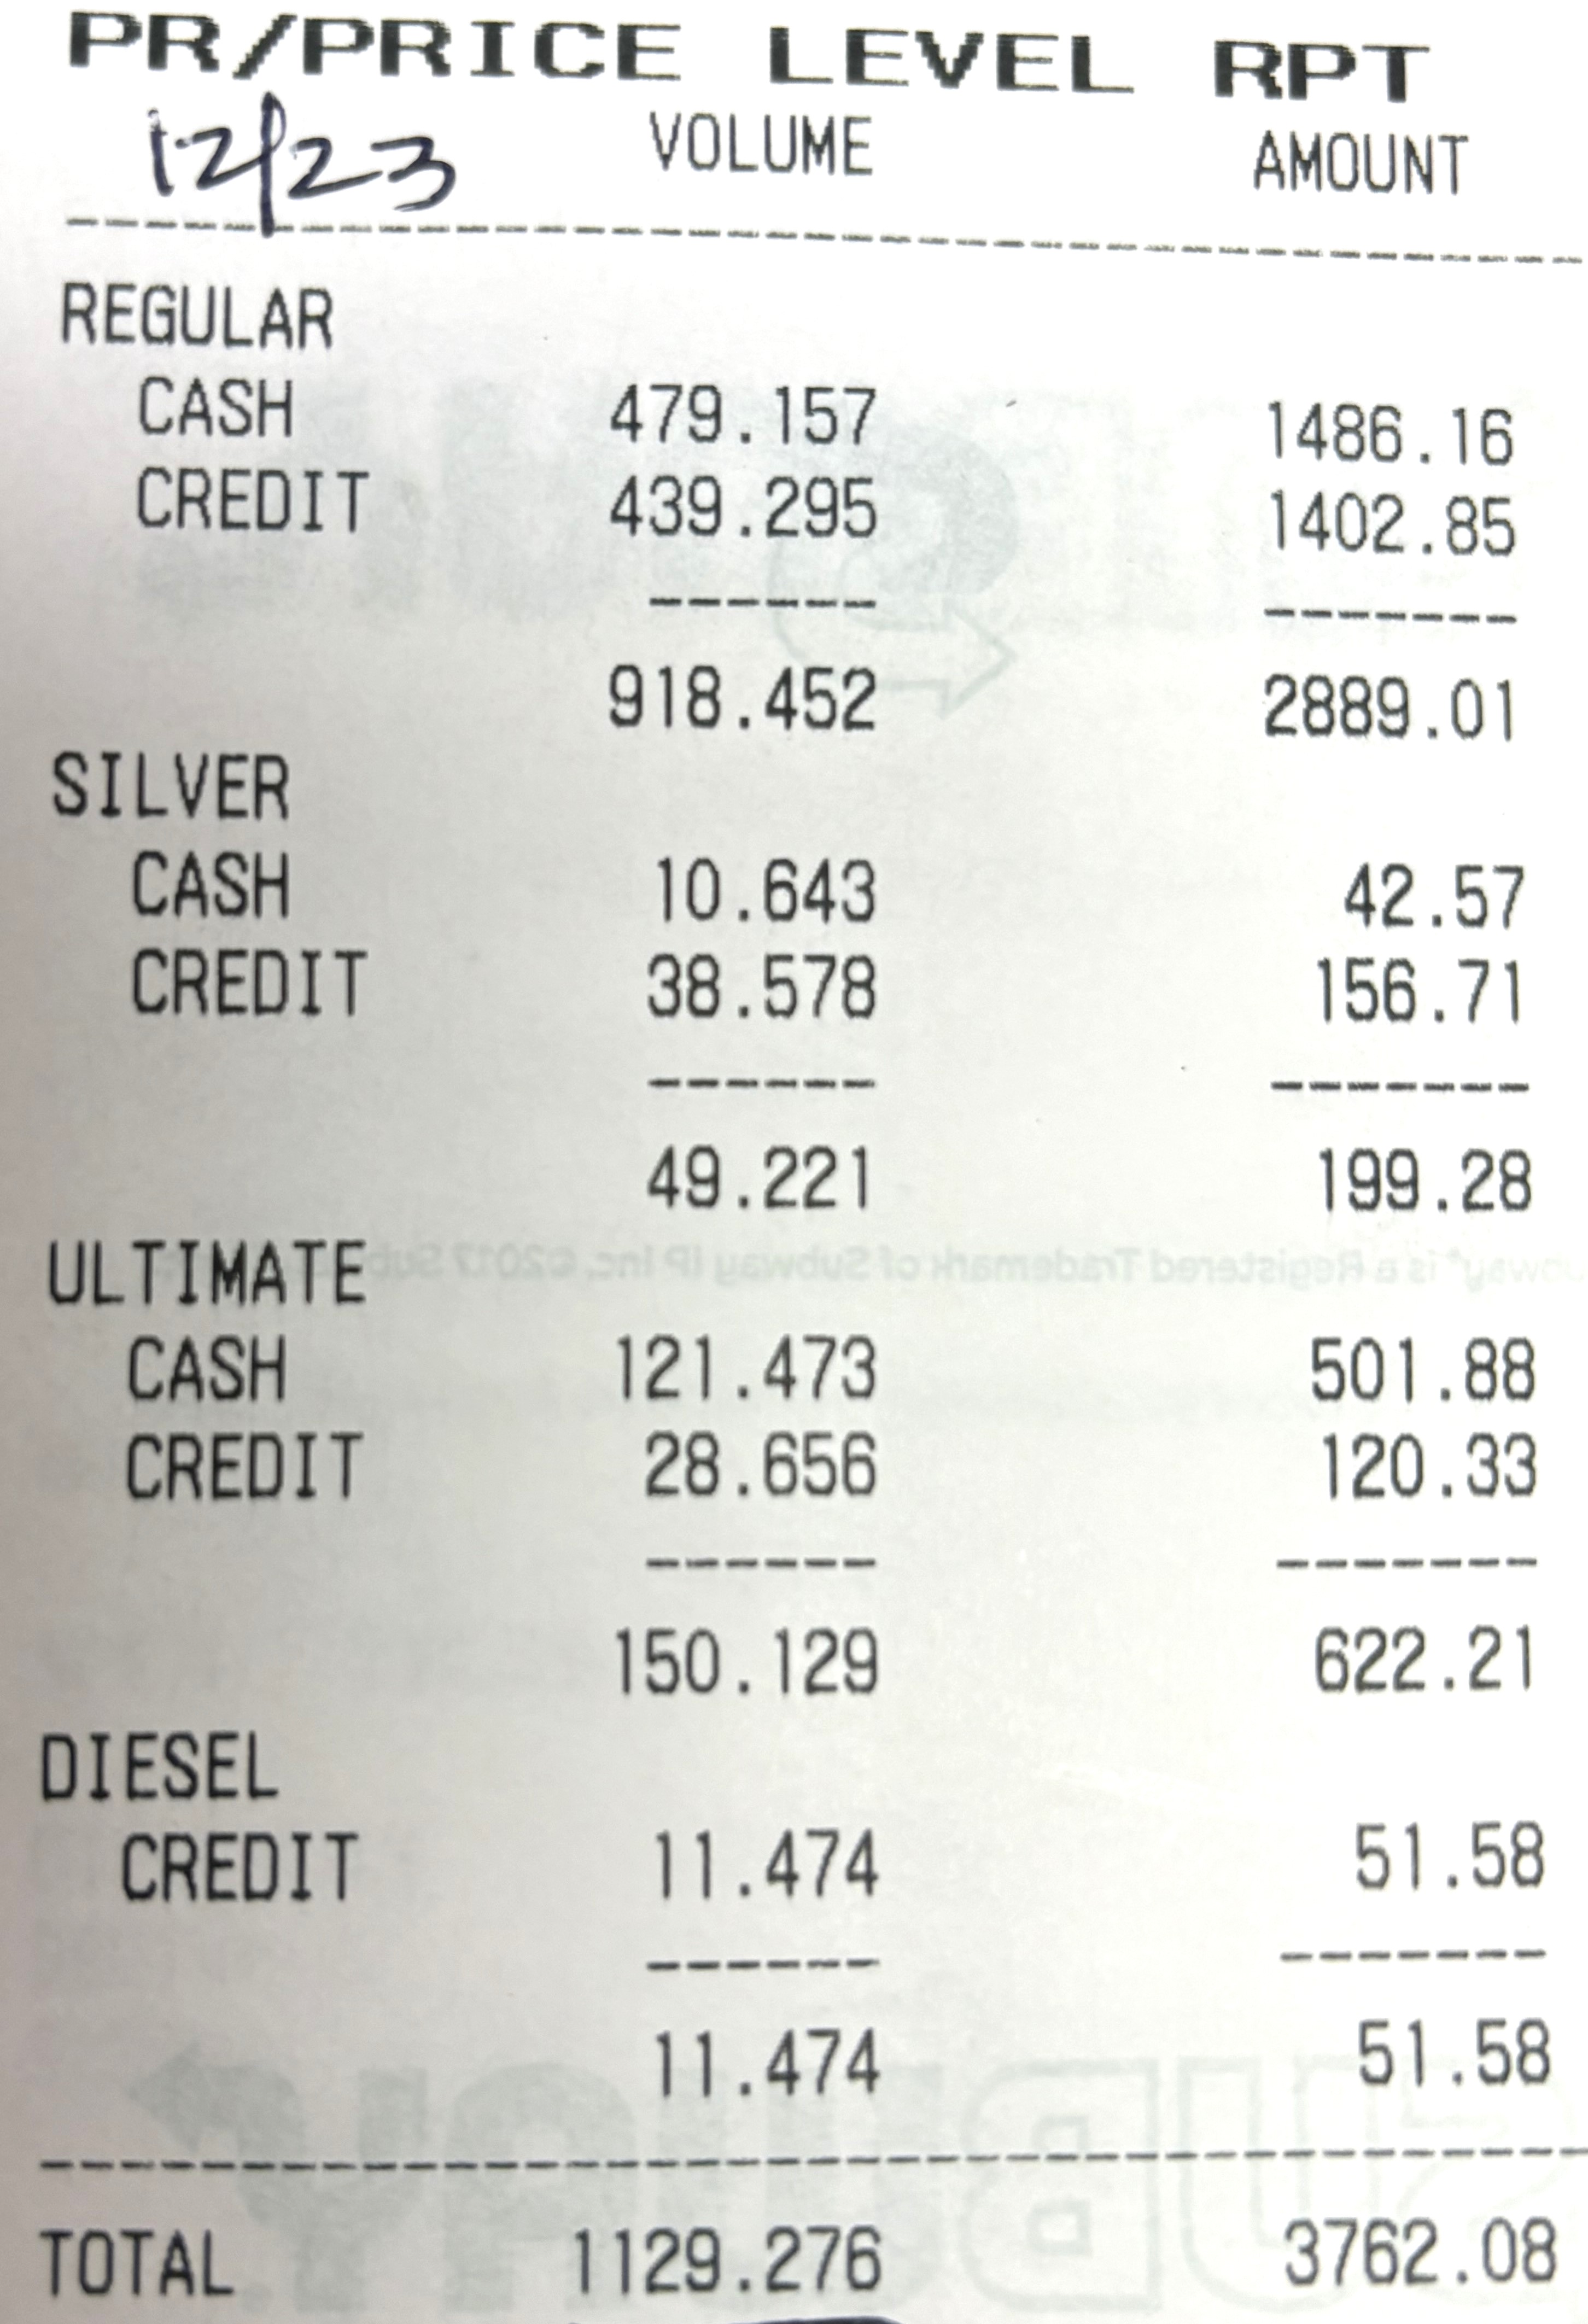 PR/PRICE LEVEL RPT
12/23 VOLUME AMOUNT
REGULAR
CASH 479.157 1486.16
CREDIT 439.295 1402.85
918.452 2889.01
SILVER
CASH 10.643 42.57
CREDIT 38.578 156.71
49.221 199.28
ULTIMATE
bway® is a Registered Trademark of Subway IP Inc. ©2017 Sub
CASH 121.473 501.88
CREDIT 28.656 120.33
150.129 622.21
DIESEL
CREDIT 11.474 51.58
11.474 51.58
TOTAL 1129.276 3762.08